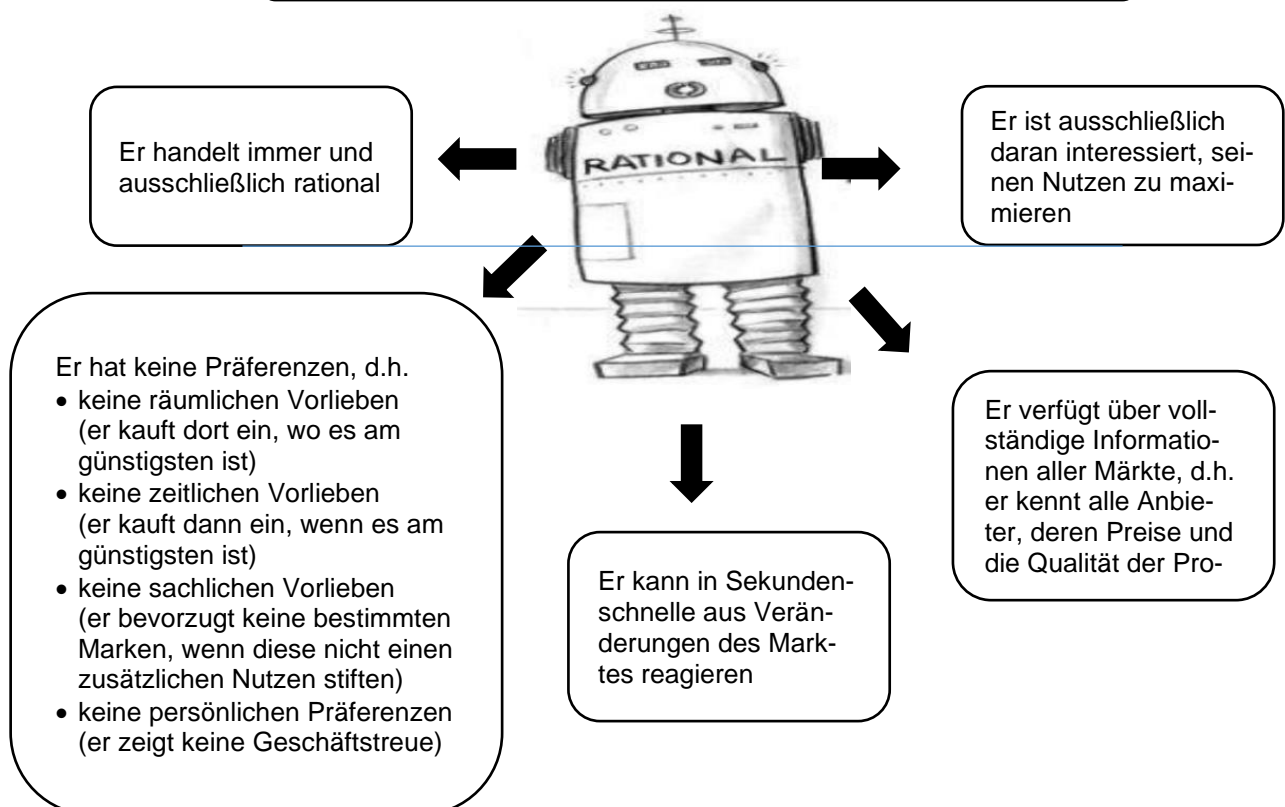 RATIONAL
Er handelt immer und
ausschließlich rational
Er ist ausschließlich
daran interessiert, sei-
nen Nutzen zu maxi-
mieren
Er hat keine Präferenzen, d.h.
• keine räumlichen Vorlieben
(er kauft dort ein, wo es am
günstigsten ist)
• keine zeitlichen Vorlieben
(er kauft dann ein, wenn es am
günstigsten ist)
• keine sachlichen Vorlieben
(er bevorzugt keine bestimmten
Marken, wenn diese nicht einen
zusätzlichen Nutzen stiften)
• keine persönlichen Präferenzen
(er zeigt keine Geschäftstreue)
Er kann in Sekunden-
schnelle aus Verän-
derungen des Mark-
tes reagieren
Er verfügt über voll-
ständige Informatio-
nen aller Märkte, d.h.
er kennt alle Anbie-
ter, deren Preise und
die Qualität der Pro-